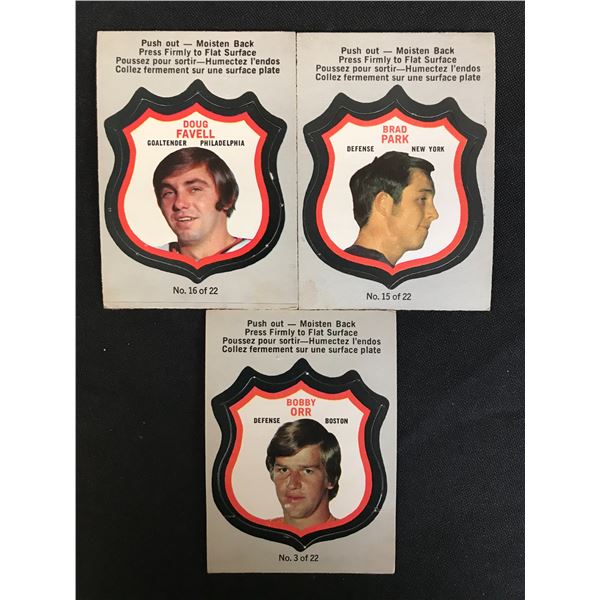 Push out — Moisten Back
Press Firmly to Flat Surface
Poussez pour sortir—Humectez l'endos
Collez fermement sur une surface plate
DOUG
FAVELL
GOALTENDER PHILADELPHIA
No. 16 of 22
Push out — Moisten Back
Press Firmly to Flat Surface
Poussez pour sortir—Humectez l'endos
Collez fermement sur une surface plate
BRAD
PARK
DEFENSE NEW YORK
No. 15 of 22
Push out — Moisten Back
Press Firmly to Flat Surface
Poussez pour sortir—Humectez l'endos
Collez fermement sur une surface plate
BOBBY
ORR
DEFENSE BOSTON
No. 3 of 22